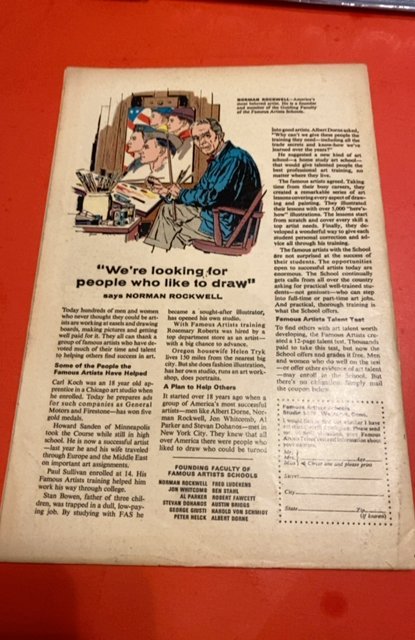 NORMAN ROCKWELL—America's
most beloved artist. He is a founder
and member of the Guiding Faculty
of the Famous Artists Schools.
"We're looking for
people who like to draw"
says NORMAN ROCKWELL
Today hundreds of men and women
who never thought they could be art-
ists are working at easels and drawing
boards, making pictures and getting
well paid for it. They all can thank a
group of famous artists who have de-
voted much of their time and talent
to helping others find success in art.
Some of the People the
Famous Artists Have Helped
Carl Koch was an 18 year old ap-
prentice in a Chicago art studio when
he enrolled. Today he prepares ads
for such companies as General
Motors and Firestone—has won five
gold medals.
Howard Sanden of Minneapolis
took the Course while still in high
school. He is now a successful artist
—last year he and his wife traveled
through Europe and the Middle East
on important art assignments.
Paul Sullivan enrolled at 14. His
Famous Artists training helped him
work his way through college.
Stan Bowen, father of three chil-
dren, was trapped in a dull, low-pay-
ing job. By studying with FAS he
became a sought-after illustrator,
has opened his own studio.
With Famous Artists training
Rosemary Roberts was hired by a
top department store as an artist—
with a big chance to advance.
Oregon housewife Helen Tryk
lives 150 miles from the nearest big
city. But she does fashion illustration,
has her own studio, runs an art work-
shop, does portraits.
A Plan to Help Others
It started over 18 years ago when a
group of America's most successful
artists—men like Albert Dorne, Nor-
man Rockwell, Jon Whitcomb, Al
Parker and Stevan Dohanos—met in
New York City. They knew that all
over America there were people who
liked to draw who could be turned
FOUNDING FACULTY OF
FAMOUS ARTISTS SCHOOLS
NORMAN ROCKWELL FRED LUDEKENS
JON WHITCOMB BEN STAHL
AL PARKER ROBERT FAWCETT
STEVAN DOHANOS AUSTIN BRIGGS
GEORGE GIUSTI HAROLD VON SCHMIDT
PETER HELCK ALBERT DORNE
into good artists. Albert Dorne asked,
"Why can't we give these people the
training they need—including all the
trade secrets and know-how we've
learned over the years?"
He suggested a new kind of art
school—a home study art school—
that would give talented people the
best professional art training, no
matter where they live.
The famous artists agreed. Taking
time from their busy careers, they
created a remarkable series of art
lessons covering every aspect of draw-
ing and painting. They illustrated
their lessons with over 5,000 "here's-
how" illustrations. The lessons start
from scratch and cover every skill a
top artist needs. Finally, they de-
veloped a wonderful way to give each
student personal correction and ad-
vice all through his training.
The famous artists with the School
are not surprised at the success of
their students. The opportunities
open to successful artists today are
enormous. The School continually
gets calls from all over the country
asking for practical well-trained stu-
dents—not geniuses—who can step
into full-time or part-time art jobs.
And practical, thorough training is
what the School offers.
Famous Artists Talent Test
To find others with art talent worth
developing, the Famous Artists cre-
ated a 12-page talent test. Thousands
paid to take this test, but now the
School offers and grades it free. Men
and women who do well on the test
—or offer other evidence of art talent
—may enroll in the School. But
there's no obligation. Simply mail
the coupon below.
Famous Artists Schools
Studio Westport, Conn.
I would like to find out whether I have
Mr.
Mrs. Age
Miss Circle one and please print
Street
City
State Zip